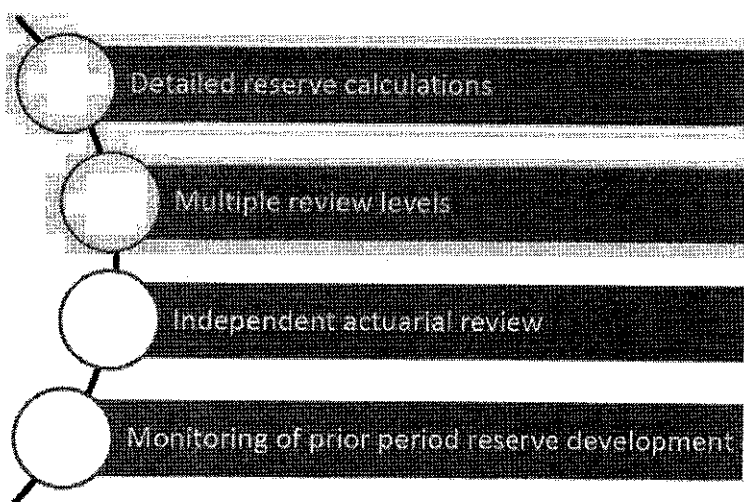 Detailed reserve calculations
Multiple review levels
Independent actuarial review
Monitoring of prior period reserve development